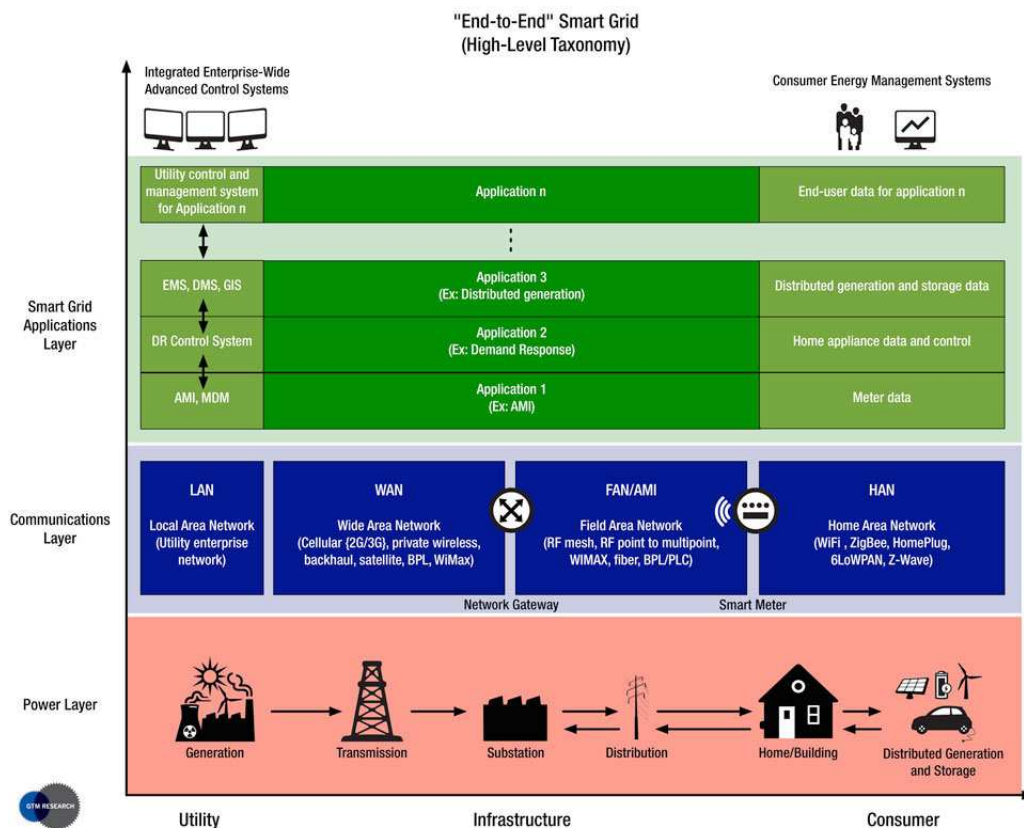 "End-to-End" Smart Grid
(High-Level Taxonomy)
Integrated Enterprise-Wide
Advanced Control Systems
Consumer Energy Management Systems
Smart Grid
Applications
Layer
Utility control and
management system
for Application n
Application n
End-user data for application n
EMS, DMS, GIS
Application 3
(Ex: Distributed generation)
Distributed generation and storage data
DR Control System
Application 2
(Ex: Demand Response)
Home appliance data and control
AMI, MDM
Application 1
(Ex: AMI)
Meter data
Communications
Layer
LAN
Local Area Network
(Utility enterprise
network)
WAN
Wide Area Network
(Cellular {2G/3G}, private wireless,
backhaul, satellite, BPL, WiMax)
FAN/AMI
Field Area Network
(RF mesh, RF point to multipoint,
WIMAX, fiber, BPL/PLC)
HAN
Home Area Network
(WiFi , ZigBee, HomePlug,
6LoWPAN, Z-Wave)
Network Gateway
Smart Meter
Power Layer
Generation
Transmission
Substation
Distribution
Home/Building
Distributed Generation
and Storage
GTM RESEARCH
Utility
Infrastructure
Consumer